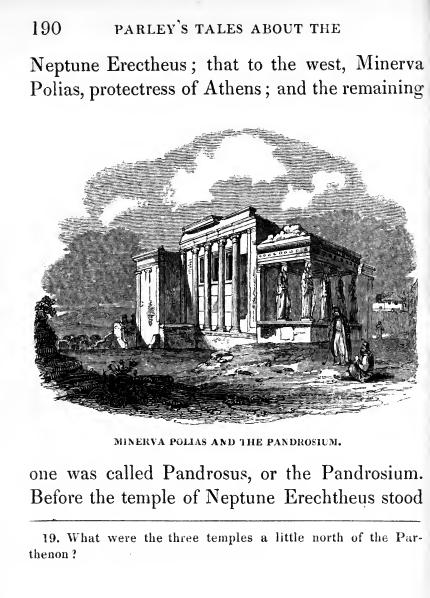 190 PARLEY'S TALES ABOUT THE
Neptune Erectheus; that to the west, Minerva
Polias, protectress of Athens; and the remaining
MINERVA POLIAS AND THE PANDROSIUM.
one was called Pandrosus, or the Pandrosium.
Before the temple of Neptune Erechtheus stood
19. What were the three temples a little north of the Par-
thenon?